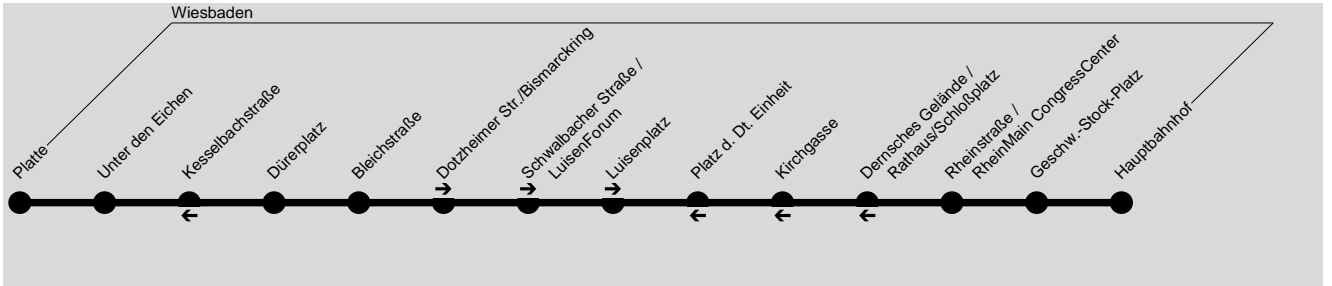 Wiesbaden
Platte
Unter den Eichen
Kesselbachstraße
Dürerplatz
Bleichstraße
Dotzheimer Str./Bismarckring
Schwalbacher Straße /
LuisenForum
Luisenplatz
Platz d. Dt. Einheit
Kirchgasse
Dernsches Gelände /
Rathaus/Schloßplatz
Rheinstraße /
RheinMain CongressCenter
Geschw.-Stock-Platz
Hauptbahnhof